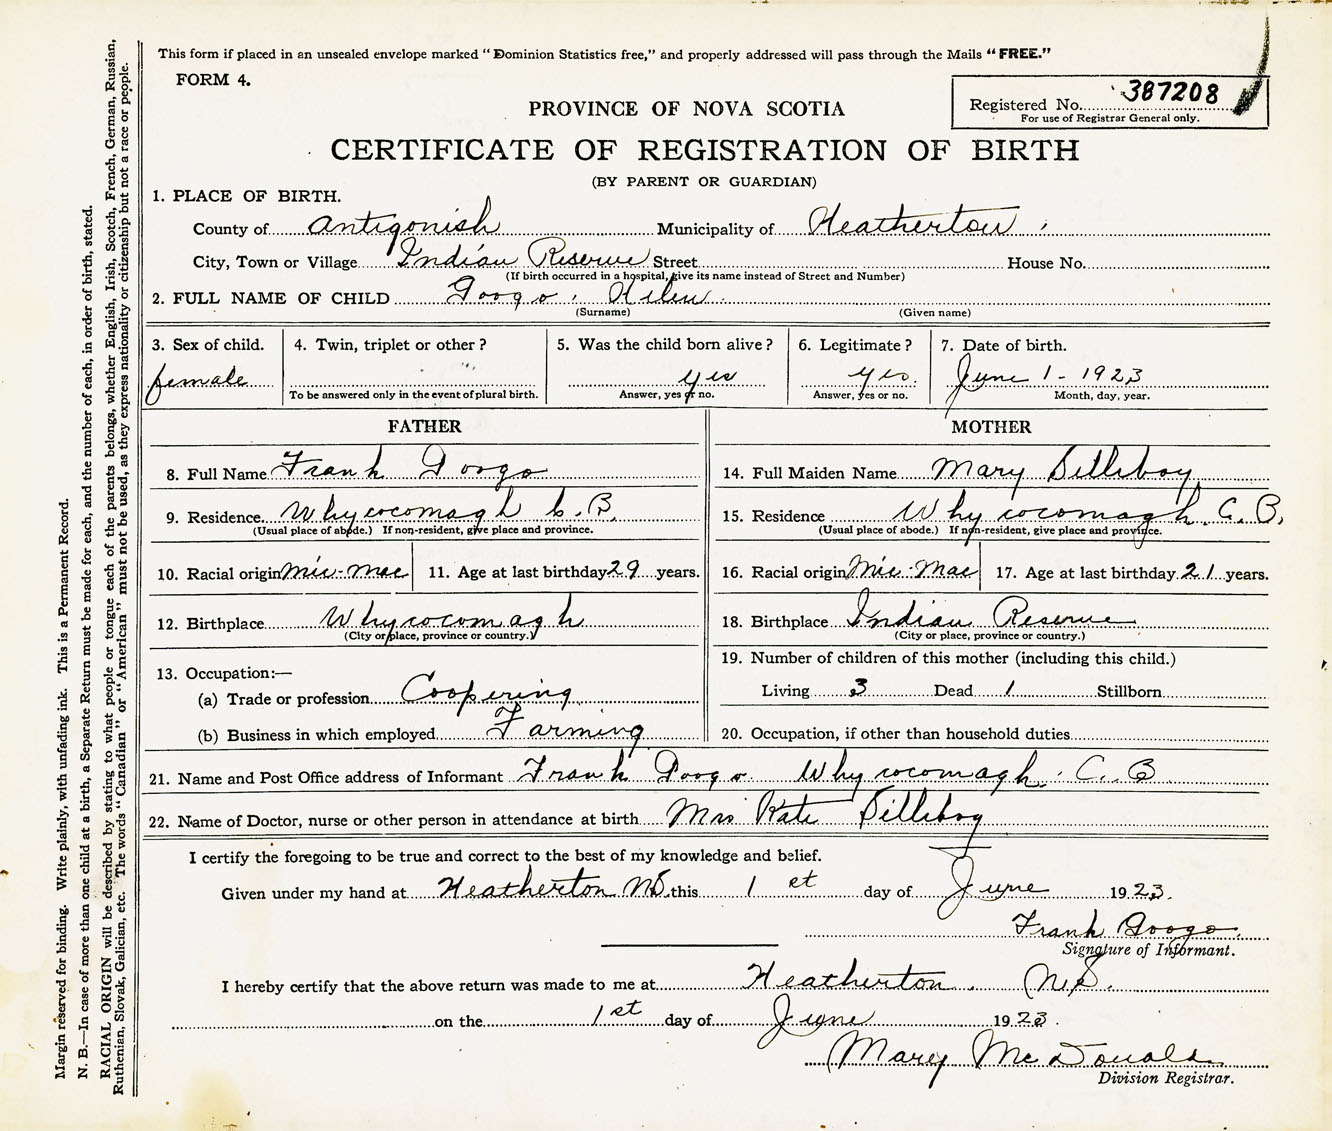 This form if placed in an unsealed envelope marked "Dominion Statistics free," and properly addressed will pass through the Mails "FREE."
FORM 4.
Registered No. 387208
For use of Registrar General only.
PROVINCE OF NOVA SCOTIA
CERTIFICATE OF REGISTRATION OF BIRTH
(BY PARENT OR GUARDIAN)
1. PLACE OF BIRTH.
County of Antigonish Municipality of Heatherton
City, Town or Village Indian Reserve Street House No.
(If birth occurred in a hospital, give its name instead of Street and Number)
2. FULL NAME OF CHILD Googo. Hilen
(Surname) (Given name)
3. Sex of child. 4. Twin, triplet or other? 5. Was the child born alive? 6. Legitimate? 7. Date of birth.
female yes yes. June 1 - 1923
To be answered only in the event of plural birth. Answer, yes or no. Answer, yes or no. Month, day, year.
FATHER MOTHER
8. Full Name Frank Googo 14. Full Maiden Name Mary Dilliboy
9. Residence Whycocomagh C.B. 15. Residence Whycocomagh. C.B.
(Usual place of abode.) If non-resident, give place and province. (Usual place of abode.) If non-resident, give place and province.
10. Racial origin Mic-Mac 11. Age at last birthday 29 years. 16. Racial origin Mic-Mac 17. Age at last birthday 21 years.
12. Birthplace Whycocomagh 18. Birthplace Indian Reserve
(City or place, province or country.) (City or place, province or country.)
13. Occupation:— 19. Number of children of this mother (including this child.)
(a) Trade or profession Coopering Living 3 Dead 1 Stillborn
(b) Business in which employed Farming 20. Occupation, if other than household duties
21. Name and Post Office address of Informant Frank Googo Whycocomagh. C.B
22. Name of Doctor, nurse or other person in attendance at birth Mrs Kate Dilliboy
I certify the foregoing to be true and correct to the best of my knowledge and belief.
Given under my hand at Heatherton N.S. this 1st day of June 1923.
Frank Googo.
Signature of Informant.
I hereby certify that the above return was made to me at Heatherton. N.S.
on the 1st day of June 1923.
Mary McDonald
Division Registrar.
Margin reserved for binding. Write plainly, with unfading ink. This is a Permanent Record.
N. B.—In case of more than one child at a birth, a Separate Return must be made for each, and the number of each, in order of birth, stated.
RACIAL ORIGIN will be described by stating to what people or tongue each of the parents belongs, whether English, Irish, Scotch, French, German, Russian,
Ruthenian, Slovak, Galician, etc. The words "Canadian" or "American" must not be used, as they express nationality or citizenship but not a race or people.